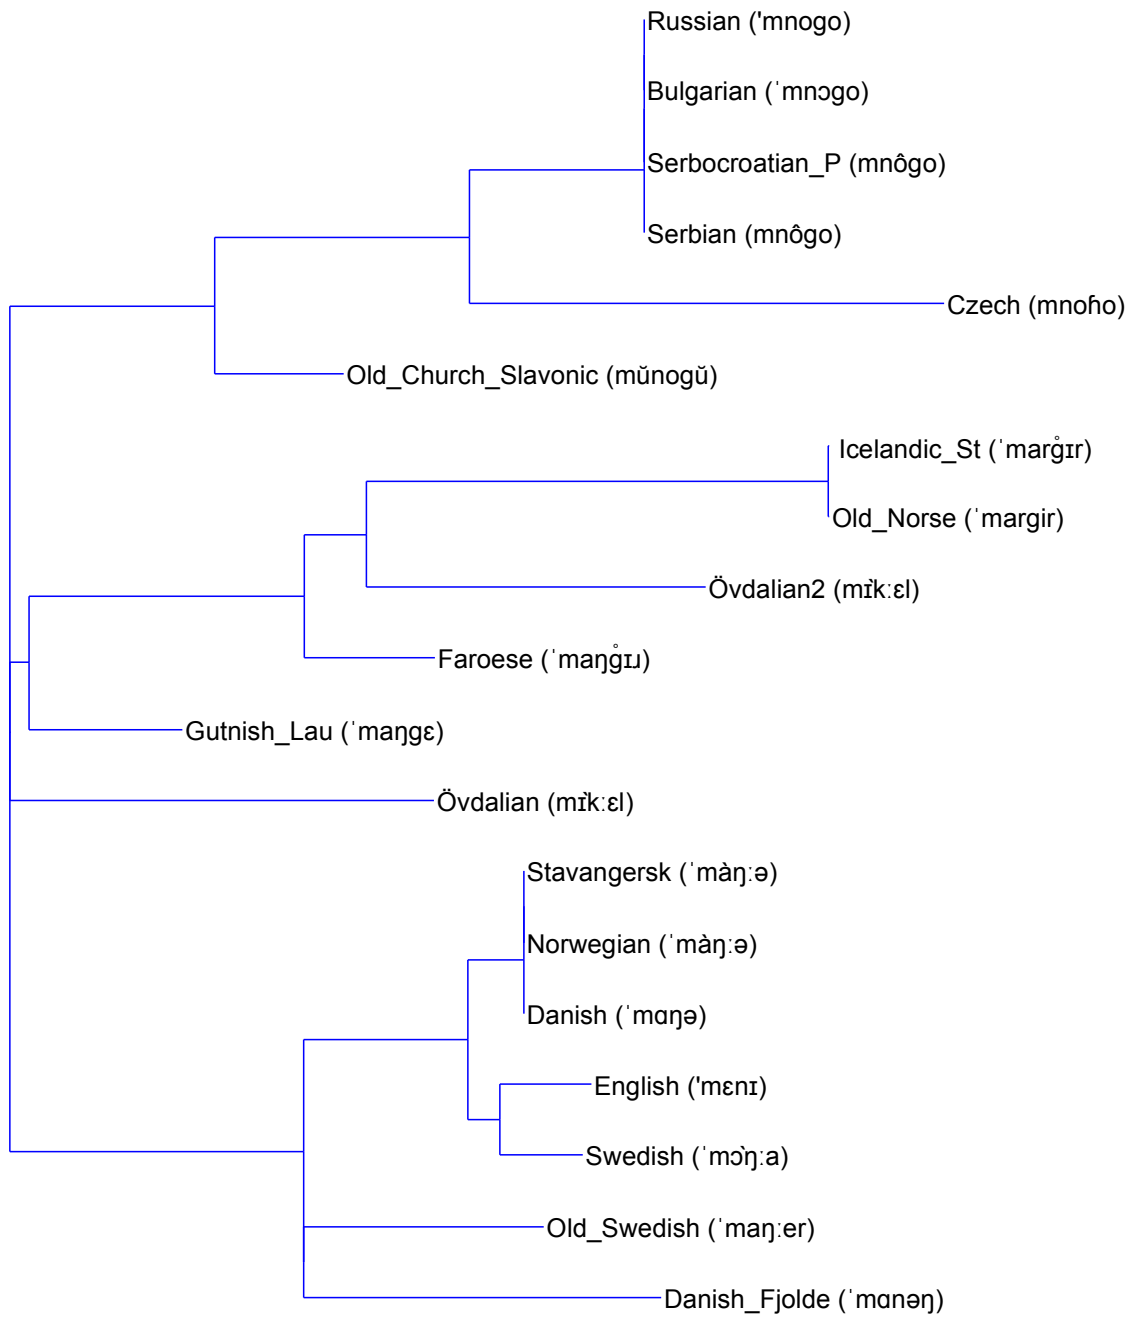 Russian ('mnogo)
Bulgarian (ˈmnɔgo)
Serbocroatian_P (mnôgo)
Serbian (mnôgo)
Czech (mnoɦo)
Old_Church_Slavonic (mŭnogŭ)
Icelandic_St (ˈmarg̊ɪr)
Old_Norse (ˈmargir)
Övdalian2 (mɪ̀kːɛl)
Faroese (ˈmaŋg̊ɪɹ)
Gutnish_Lau (ˈmaŋgɛ)
Övdalian (mɪ̀kːɛl)
Stavangersk (ˈmàŋːə)
Norwegian (ˈmàŋːə)
Danish (ˈmɑŋə)
English ('mɛnɪ)
Swedish (ˈmɔ̀ŋːa)
Old_Swedish (ˈmaŋːer)
Danish_Fjolde (ˈmɑnəŋ)